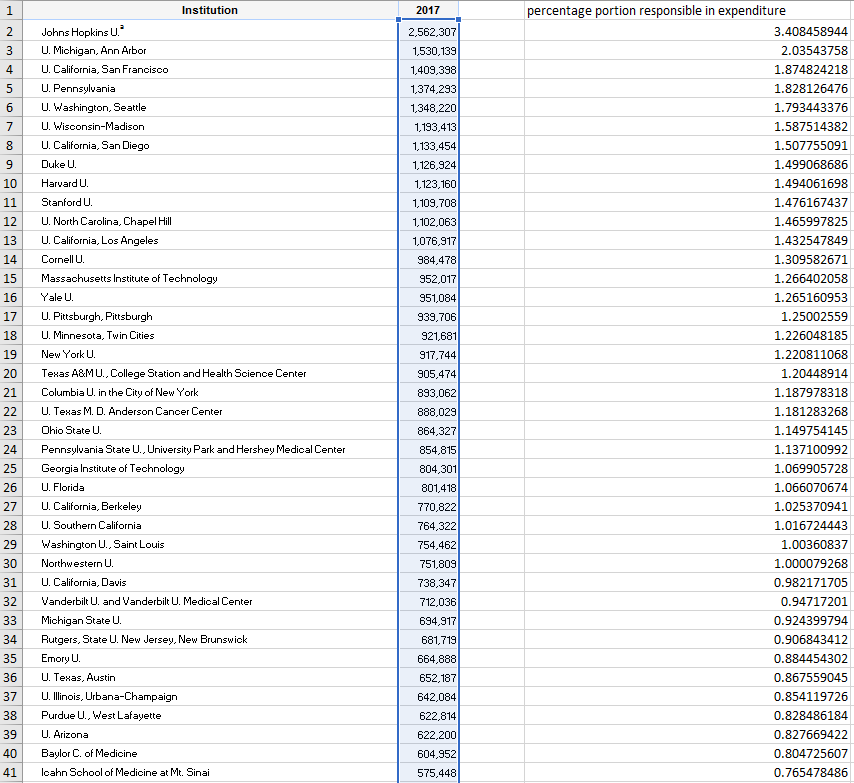 1 Institution 2017 percentage portion responsible in expenditure
2 Johns Hopkins U.ª 2,562,307 3.408458944
3 U. Michigan, Ann Arbor 1,530,139 2.03543758
4 U. California, San Francisco 1,409,398 1.874824218
5 U. Pennsylvania 1,374,293 1.828126476
6 U. Washington, Seattle 1,348,220 1.793443376
7 U. Wisconsin-Madison 1,193,413 1.587514382
8 U. California, San Diego 1,133,454 1.507755091
9 Duke U. 1,126,924 1.499068686
10 Harvard U. 1,123,160 1.494061698
11 Stanford U. 1,109,708 1.476167437
12 U. North Carolina, Chapel Hill 1,102,063 1.465997825
13 U. California, Los Angeles 1,076,917 1.432547849
14 Cornell U. 984,478 1.309582671
15 Massachusetts Institute of Technology 952,017 1.266402058
16 Yale U. 951,084 1.265160953
17 U. Pittsburgh, Pittsburgh 939,706 1.25002559
18 U. Minnesota, Twin Cities 921,681 1.226048185
19 New York U. 917,744 1.220811068
20 Texas A&M U., College Station and Health Science Center 905,474 1.20448914
21 Columbia U. in the City of New York 893,062 1.187978318
22 U. Texas M. D. Anderson Cancer Center 888,029 1.181283268
23 Ohio State U. 864,327 1.149754145
24 Pennsylvania State U., University Park and Hershey Medical Center 854,815 1.137100992
25 Georgia Institute of Technology 804,301 1.069905728
26 U. Florida 801,418 1.066070674
27 U. California, Berkeley 770,822 1.025370941
28 U. Southern California 764,322 1.016724443
29 Washington U., Saint Louis 754,462 1.00360837
30 Northwestern U. 751,809 1.000079268
31 U. California, Davis 738,347 0.982171705
32 Vanderbilt U. and Vanderbilt U. Medical Center 712,036 0.94717201
33 Michigan State U. 694,917 0.924399794
34 Rutgers, State U. New Jersey, New Brunswick 681,719 0.906843412
35 Emory U. 664,888 0.884454302
36 U. Texas, Austin 652,187 0.867559045
37 U. Illinois, Urbana-Champaign 642,084 0.854119726
38 Purdue U., West Lafayette 622,814 0.828486184
39 U. Arizona 622,200 0.827669422
40 Baylor C. of Medicine 604,952 0.804725607
41 Icahn School of Medicine at Mt. Sinai 575,448 0.765478486